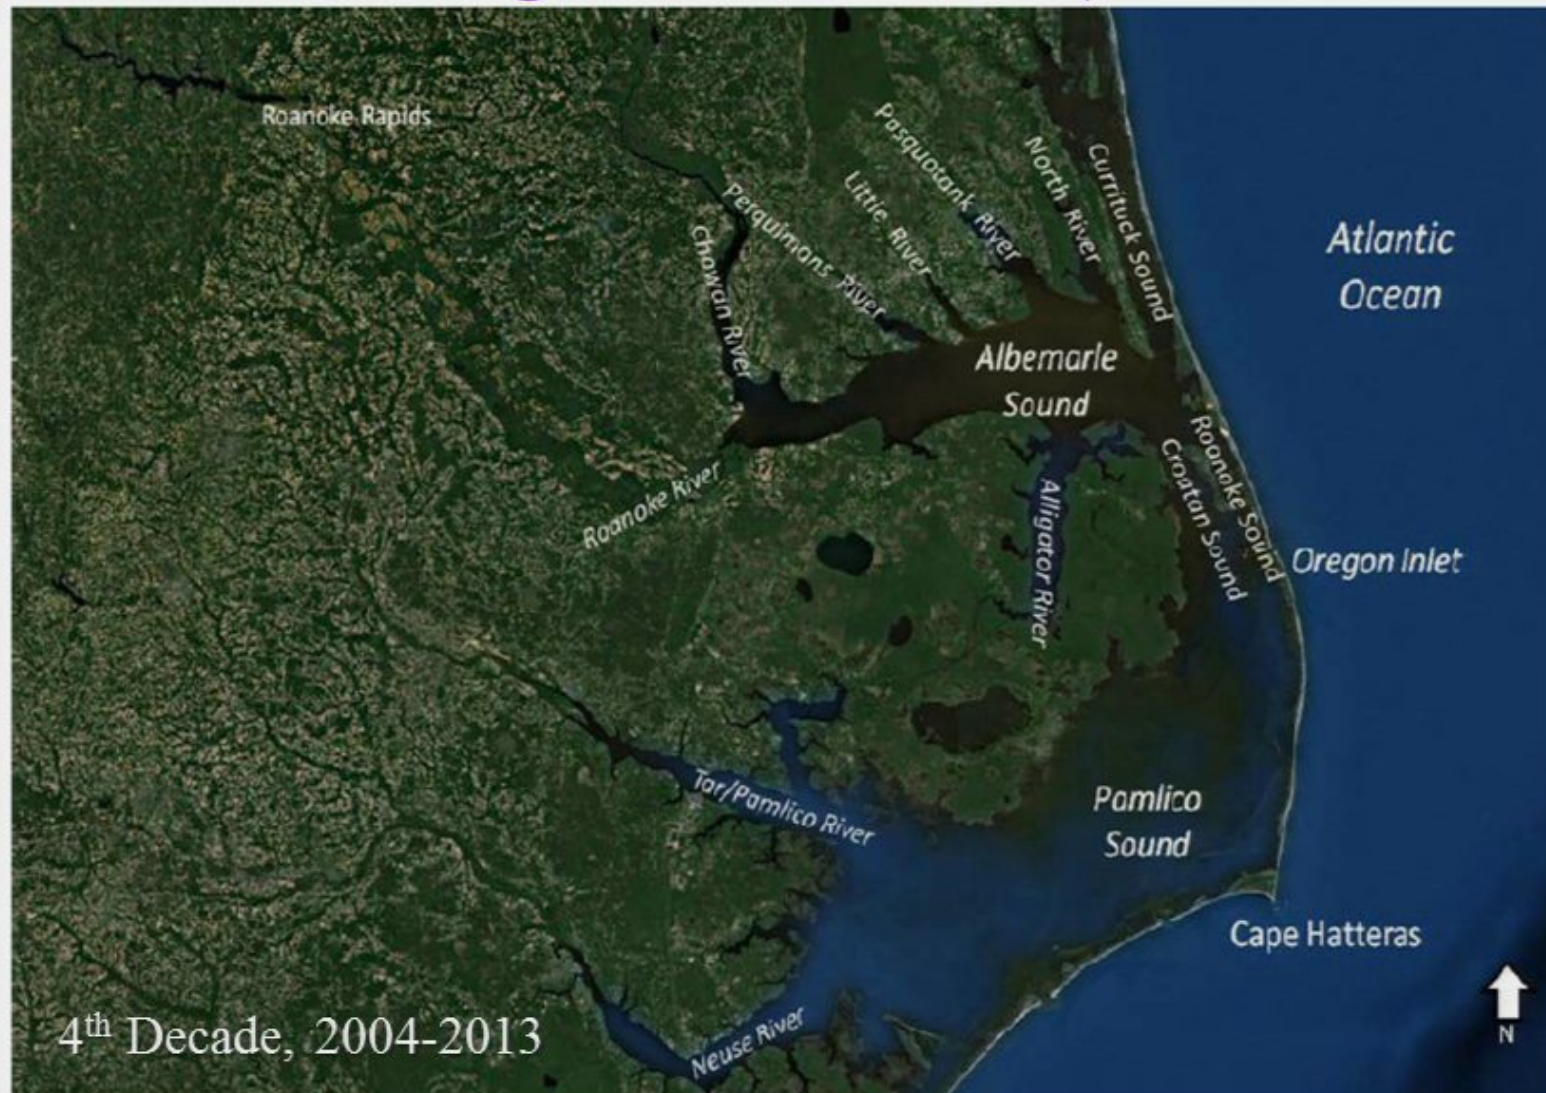 Roanoke Rapids
Pasquotank River
North River
Currituck Sound
Little River
Perquimons River
Chowan River
Atlantic
Ocean
Albemarle
Sound
Roanoke River
Roanoke Sound
Croatan Sound
Alligator River
Oregon Inlet
Tar/Pamlico River
Pamlico
Sound
Cape Hatteras
Neuse River
N
4th Decade, 2004-2013